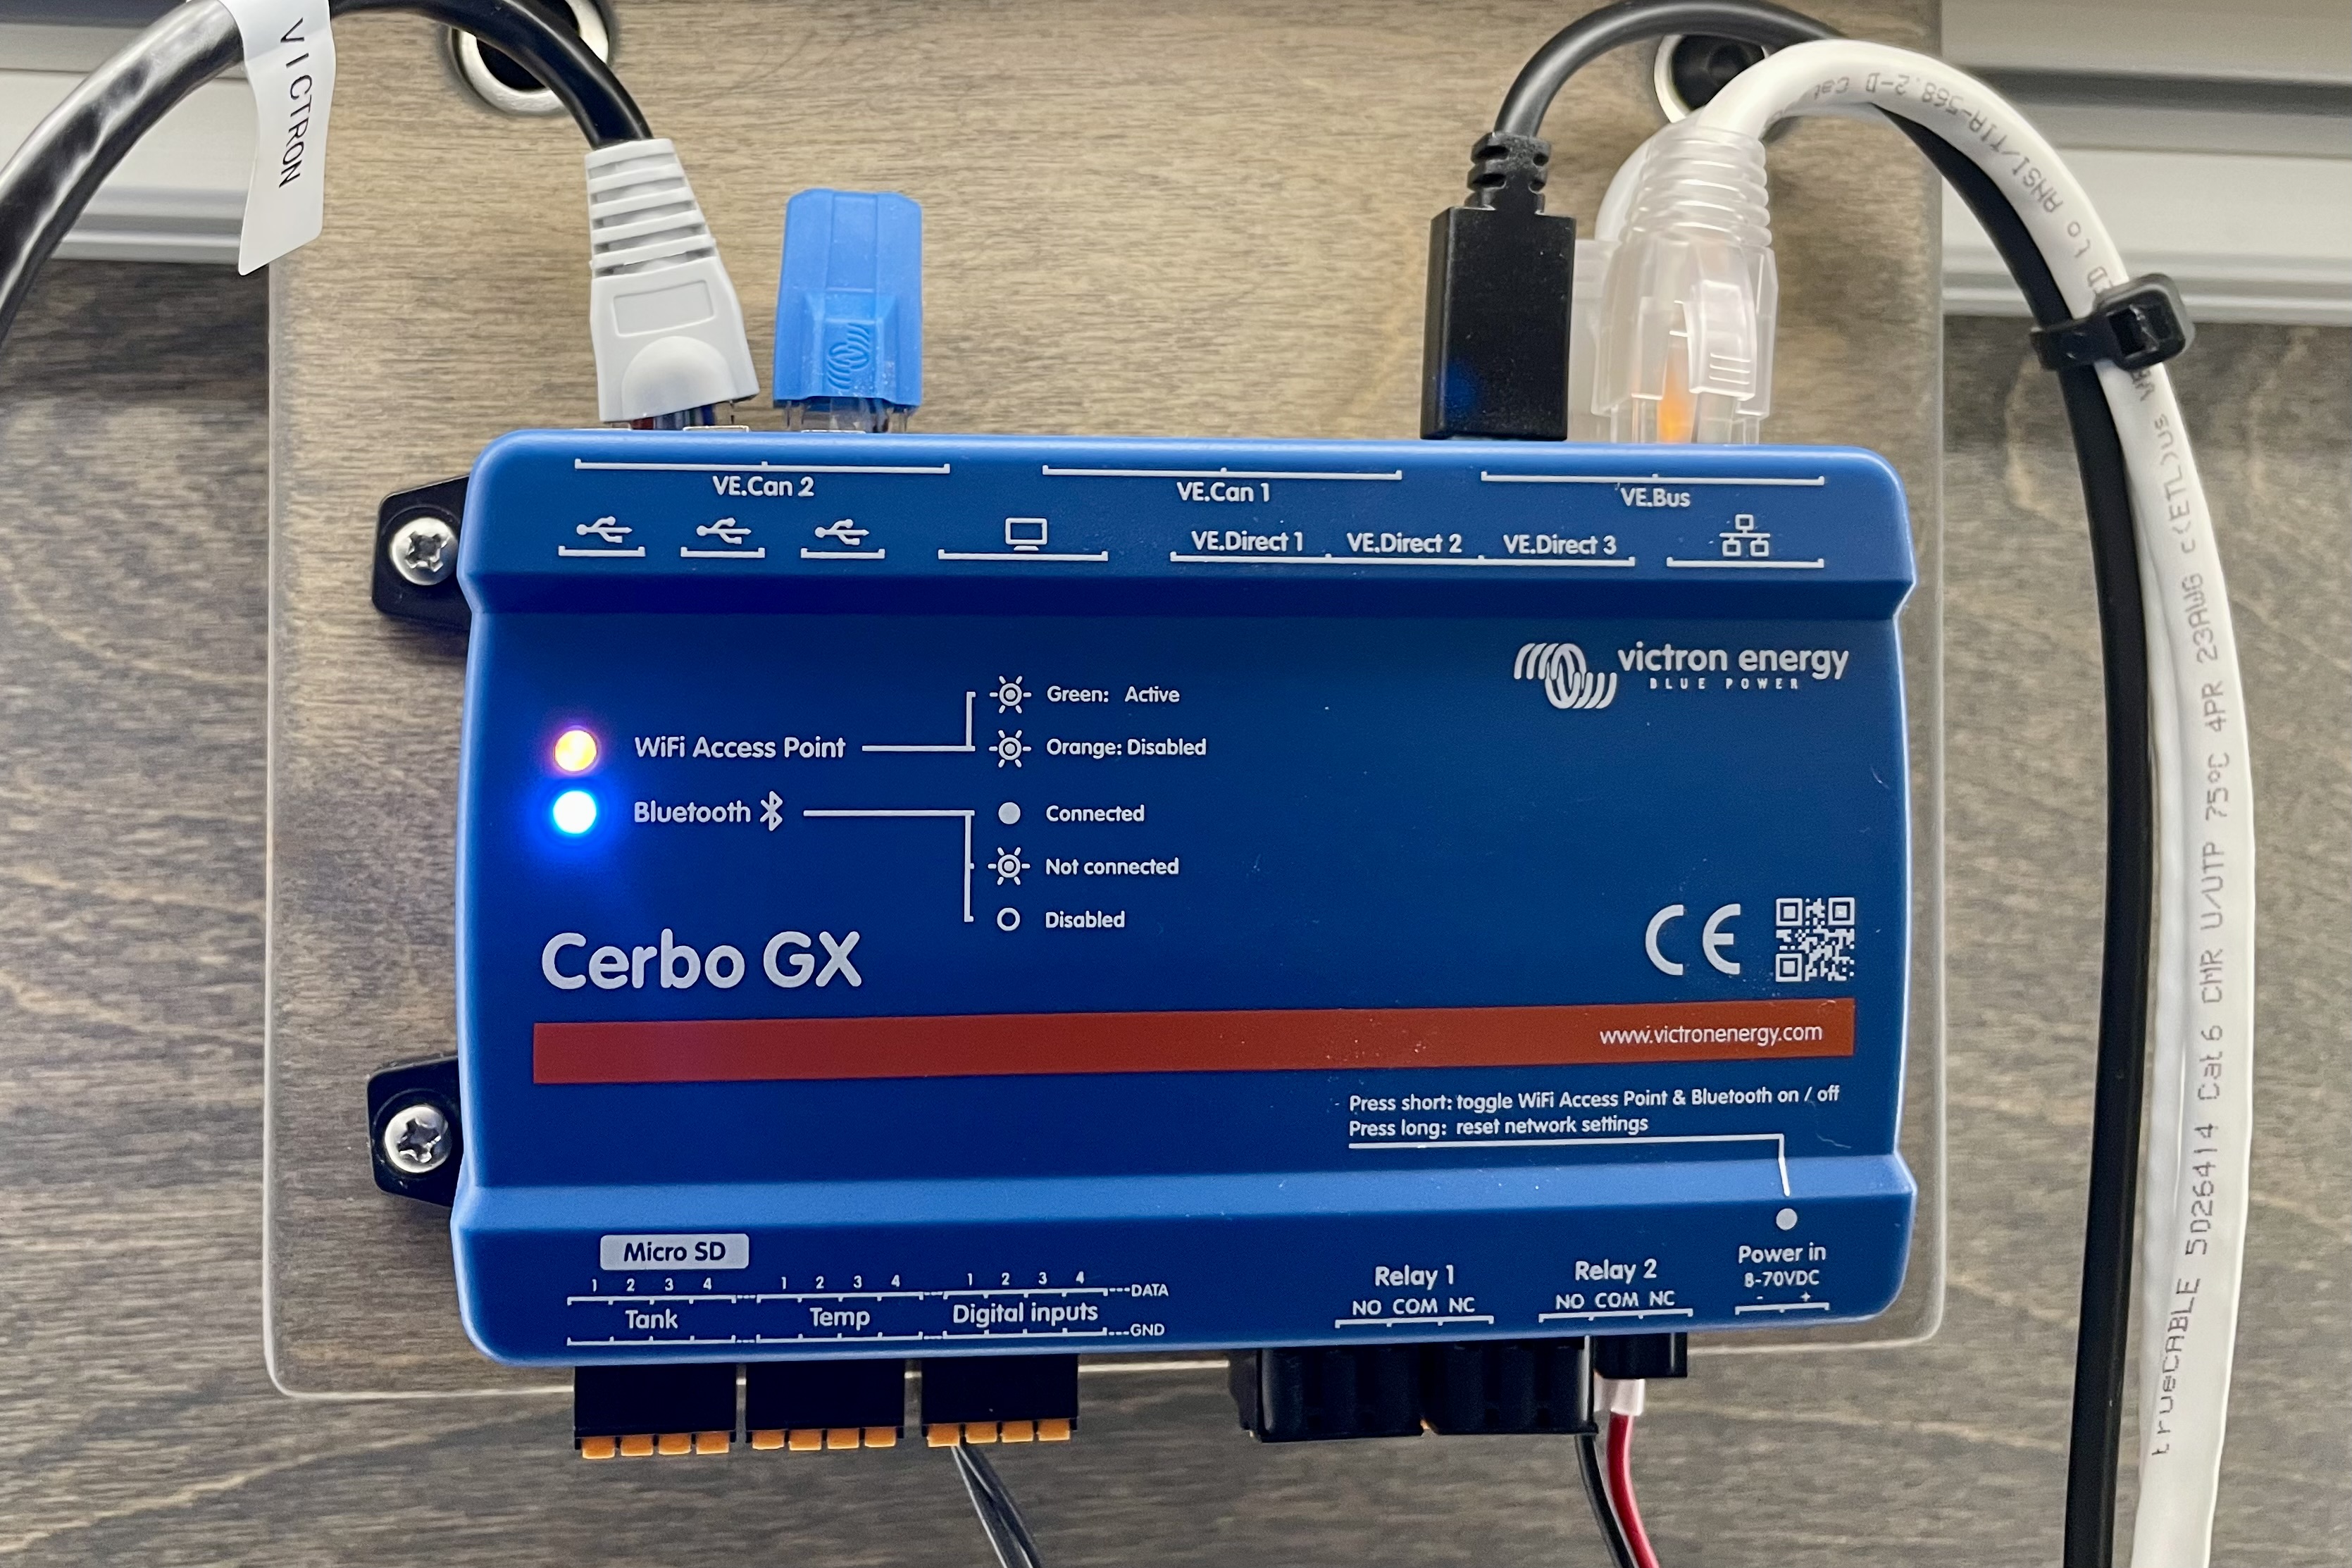 VICTRON
VE.Can 2
VE.Can 1
VE.Bus
VE.Direct 1 VE.Direct 2 VE.Direct 3
victron energy
BLUE POWER
Green: Active
WiFi Access Point
Orange: Disabled
Bluetooth
Connected
Not connected
Disabled
Cerbo GX
CE
www.victronenergy.com
Press short: toggle WiFi Access Point & Bluetooth on / off
Press long: reset network settings
Micro SD
1 2 3 4 1 2 3 4 1 2 3 4 DATA
Tank Temp Digital inputs
GND
Relay 1
NO COM NC
Relay 2
NO COM NC
Power in
8-70VDC
- +
trueCABLE 5026414 Cat6 CMR U/UTP 75°C 4PR 23AWG c(ETL)us to ANSI/TIA-568.2-D Cat